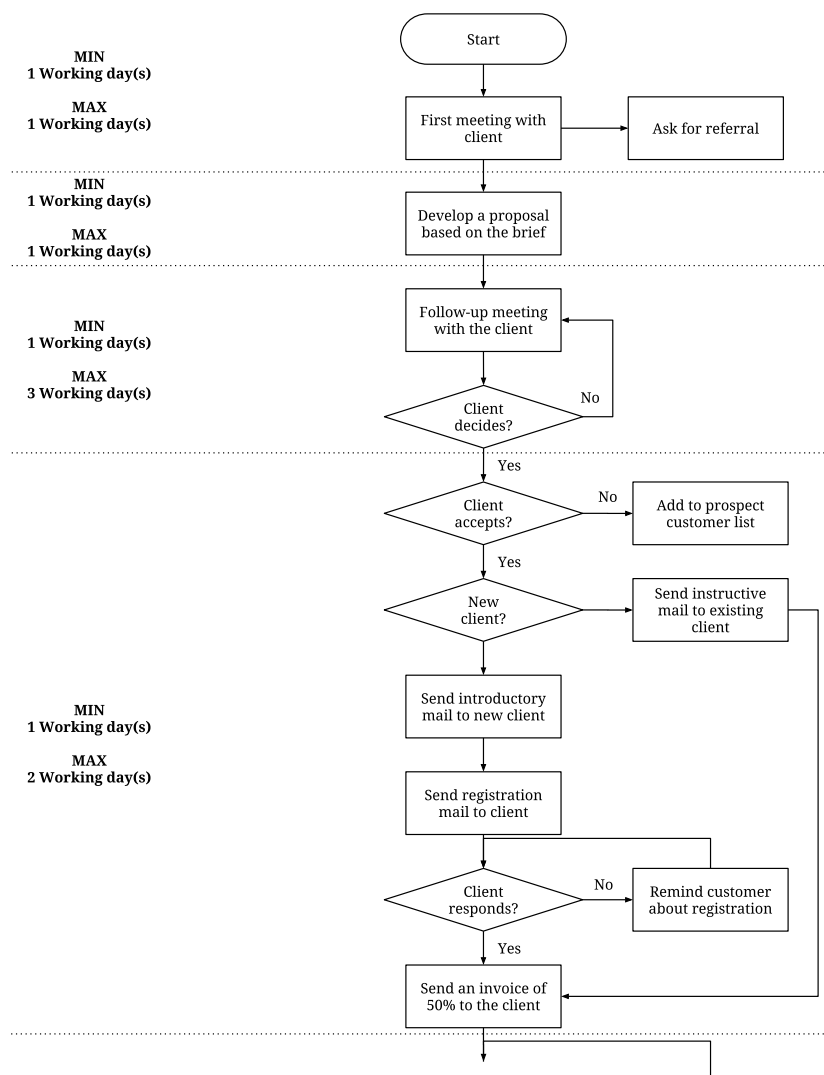 Start
MIN
1 Working day(s)
MAX
1 Working day(s)
First meeting with
client
Ask for referral
MIN
1 Working day(s)
MAX
1 Working day(s)
Develop a proposal
based on the brief
MIN
1 Working day(s)
MAX
3 Working day(s)
Follow-up meeting
with the client
Client
decides?
No
Yes
Client
accepts?
No
Add to prospect
customer list
Yes
New
client?
Send instructive
mail to existing
client
MIN
1 Working day(s)
MAX
2 Working day(s)
Send introductory
mail to new client
Send registration
mail to client
Client
responds?
No
Remind customer
about registration
Yes
Send an invoice of
50% to the client